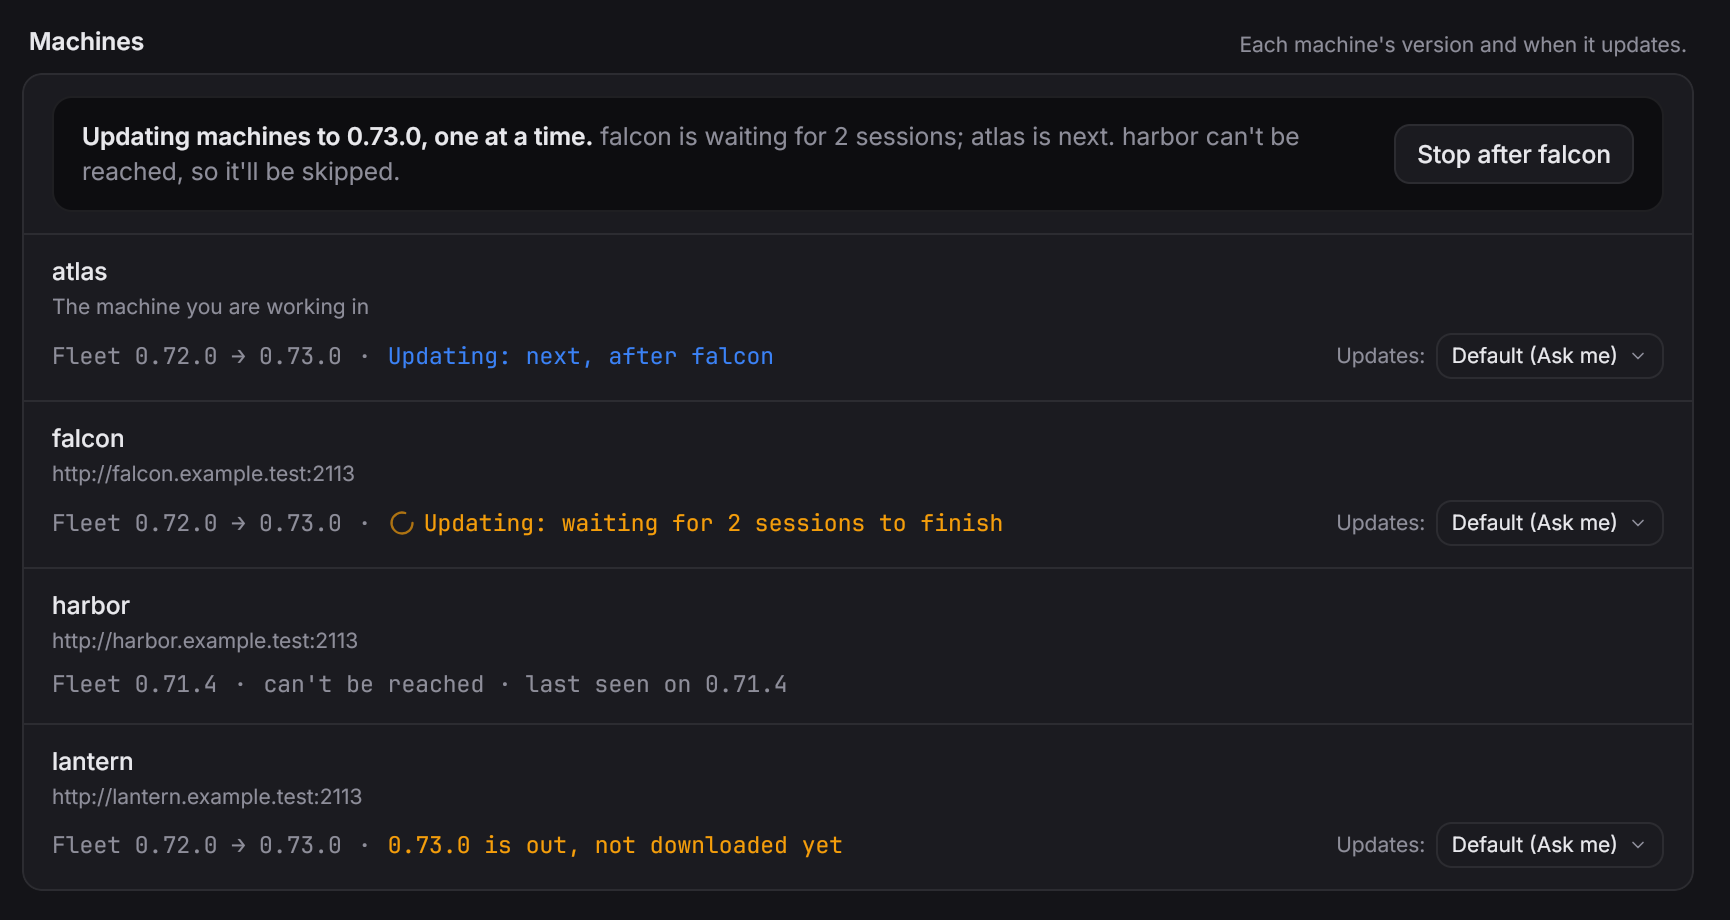 Machines
Each machine's version and when it updates.
Updating machines to 0.73.0, one at a time. falcon is waiting for 2 sessions; atlas is next. harbor can't be
reached, so it'll be skipped.
Stop after falcon
atlas
The machine you are working in
Fleet 0.72.0 → 0.73.0 · Updating: next, after falcon
Updates: Default (Ask me)
falcon
http://falcon.example.test:2113
Fleet 0.72.0 → 0.73.0 · Updating: waiting for 2 sessions to finish
Updates: Default (Ask me)
harbor
http://harbor.example.test:2113
Fleet 0.71.4 · can't be reached · last seen on 0.71.4
lantern
http://lantern.example.test:2113
Fleet 0.72.0 → 0.73.0 · 0.73.0 is out, not downloaded yet
Updates: Default (Ask me)